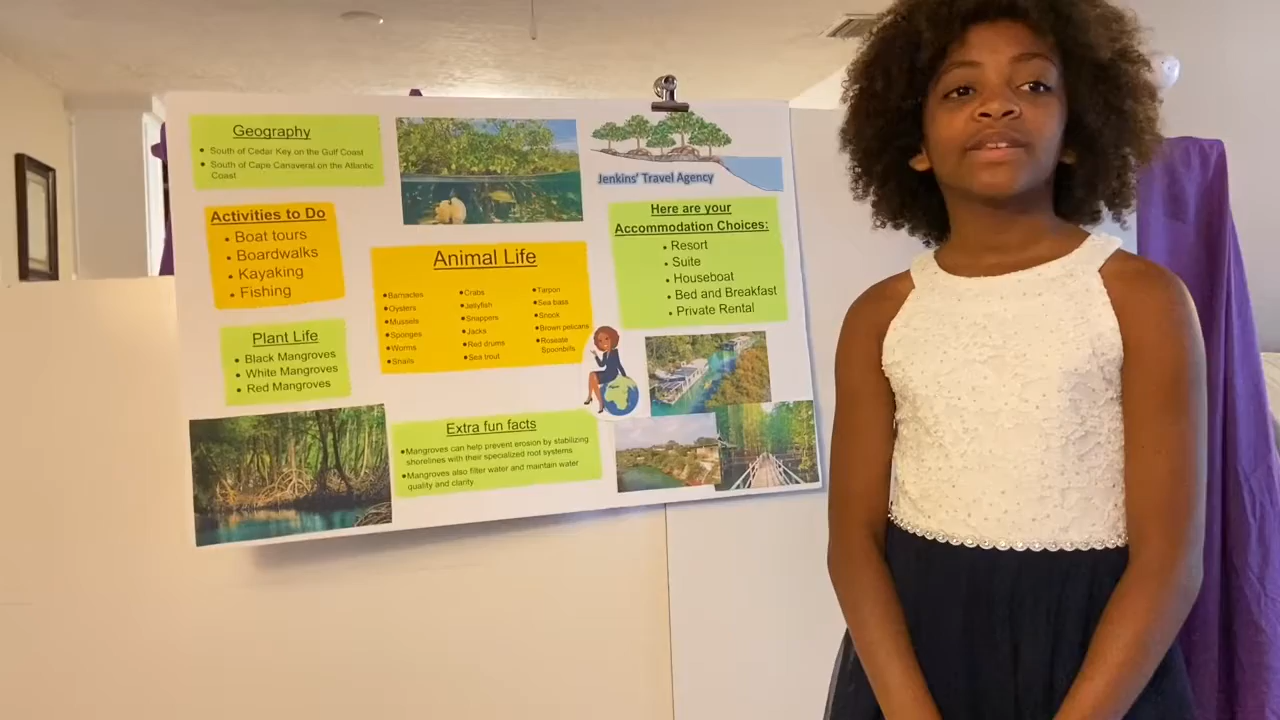 Geography
• South of Cedar Key on the Gulf Coast
• South of Cape Canaveral on the Atlantic
Coast
Jenkins' Travel Agency
Activities to Do
• Boat tours
• Boardwalks
• Kayaking
• Fishing
Animal Life
•Barnacles
•Oysters
•Mussels
•Sponges
•Worms
•Snails
•Crabs
•Jellyfish
•Snappers
•Jacks
•Red drums
•Sea trout
•Tarpon
•Sea bass
•Snook
•Brown pelicans
•Roseate
Spoonbills
Here are your
Accommodation Choices:
• Resort
• Suite
• Houseboat
• Bed and Breakfast
• Private Rental
Plant Life
• Black Mangroves
• White Mangroves
• Red Mangroves
Extra fun facts
•Mangroves can help prevent erosion by stabilizing
shorelines with their specialized root systems
•Mangroves also filter water and maintain water
quality and clarity.